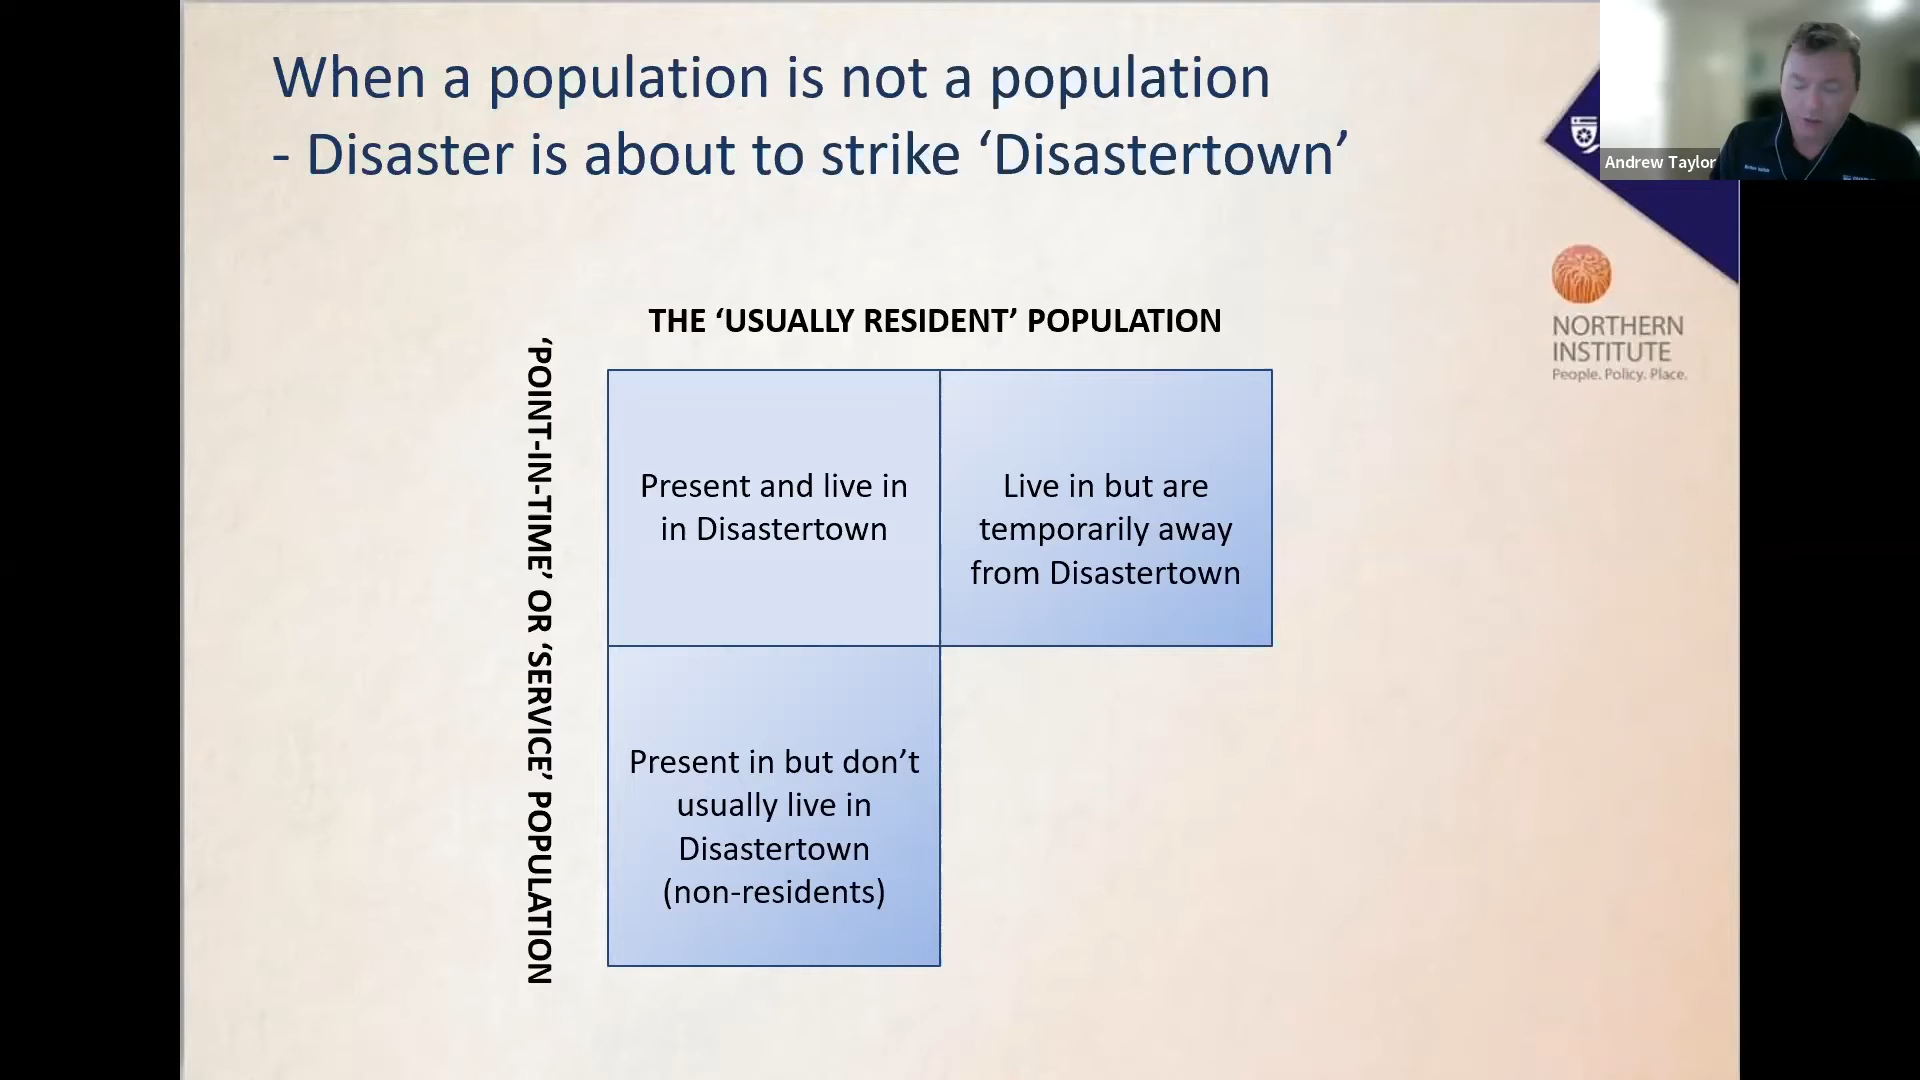 When a population is not a population
- Disaster is about to strike ‘Disastertown’
Andrew Taylor
NORTHERN
INSTITUTE
People. Policy. Place.
THE ‘USUALLY RESIDENT’ POPULATION
‘POINT-IN-TIME’ OR ‘SERVICE’ POPULATION
Present and live in
in Disastertown
Live in but are
temporarily away
from Disastertown
Present in but don’t
usually live in
Disastertown
(non-residents)